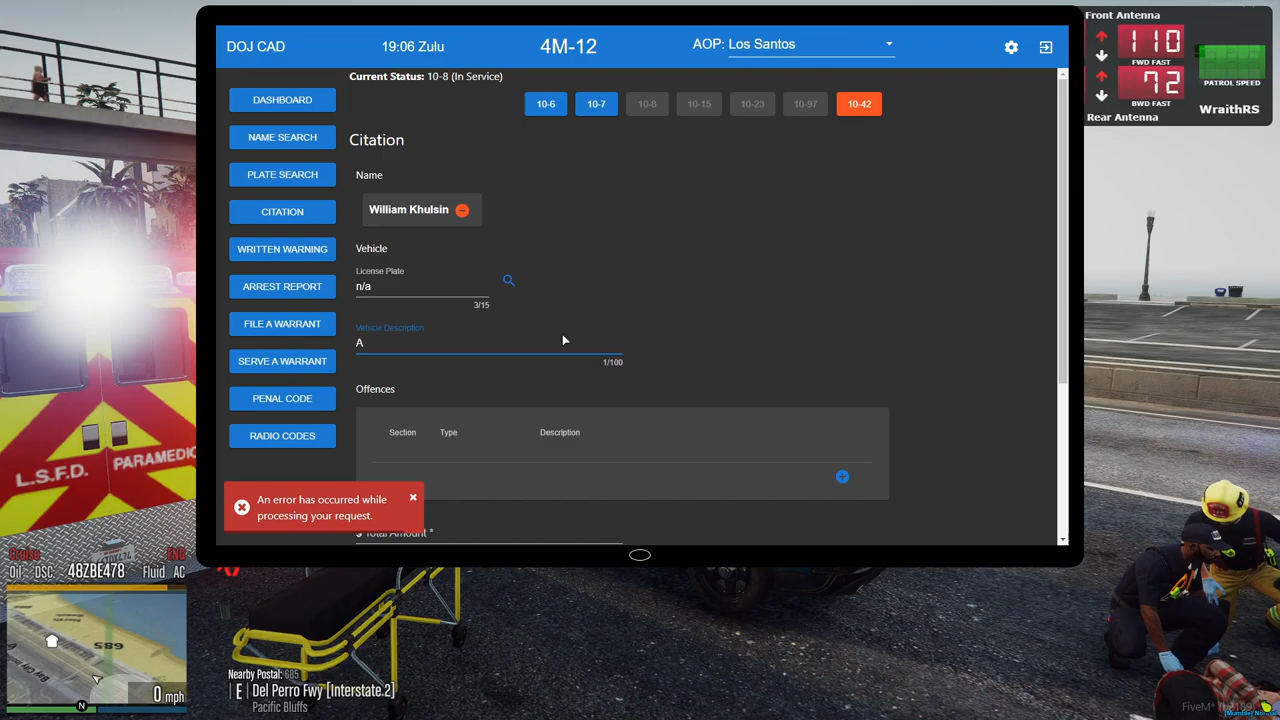 DOJ CAD
19:06 Zulu
4M-12
AOP: Los Santos
Current Status: 10-8 (In Service)
10-6
10-7
10-8
10-15
10-23
10-97
10-42
DASHBOARD
NAME SEARCH
PLATE SEARCH
CITATION
WRITTEN WARNING
ARREST REPORT
FILE A WARRANT
SERVE A WARRANT
PENAL CODE
RADIO CODES
Citation
Name
William Khulsin
Vehicle
License Plate
n/a
3/15
Vehicle Description
A
1/100
Offences
Section Type Description
$ Total Amount *
An error has occurred while
processing your request.
Front Antenna
110
FWD FAST
72
BWD FAST
PATROL SPEED
WraithRS
Rear Antenna
L.S.F.D.
PARAMEDIC
Cruise
ENG
Oil DSC 48ZBE478 Fluid AC
685
0 mph
N
Nearby Postal: 685
E Del Perro Fwy [Interstate 2]
Pacific Bluffs